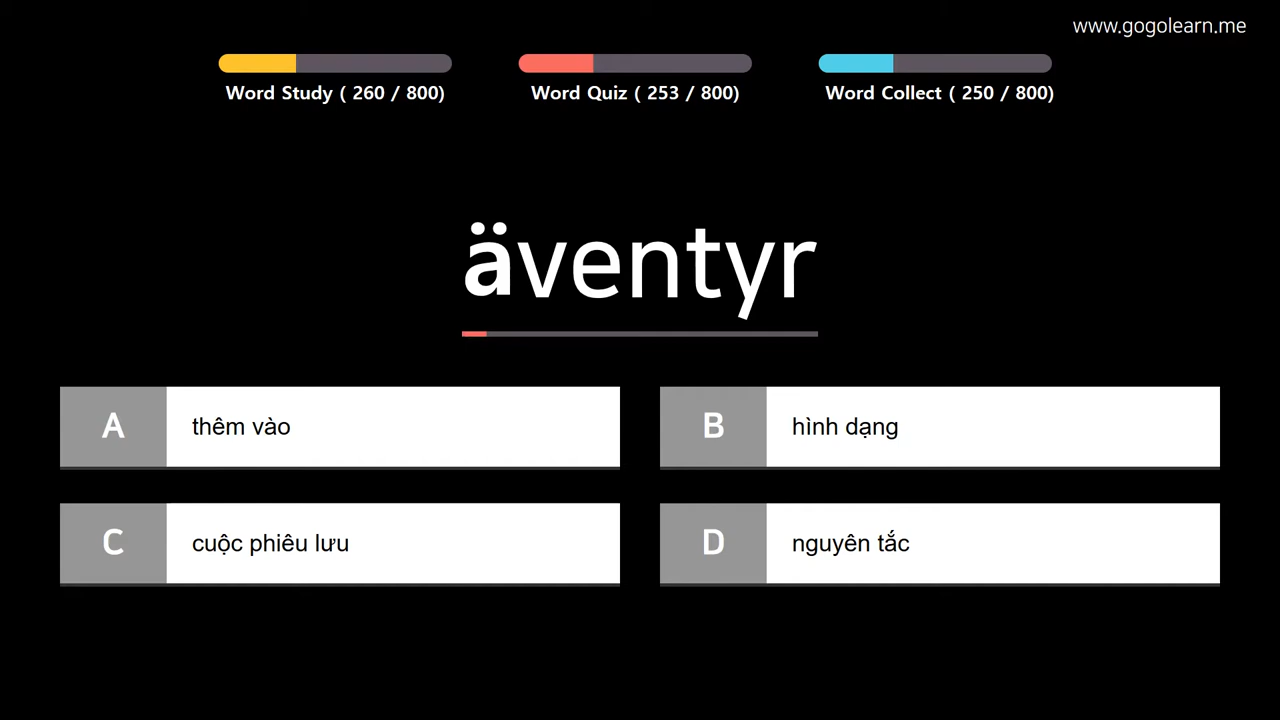 www.gogolearn.me
Word Study ( 260 / 800)
Word Quiz ( 253 / 800)
Word Collect ( 250 / 800)
äventyr
A thêm vào
B hình dạng
C cuộc phiêu lưu
D nguyên tắc